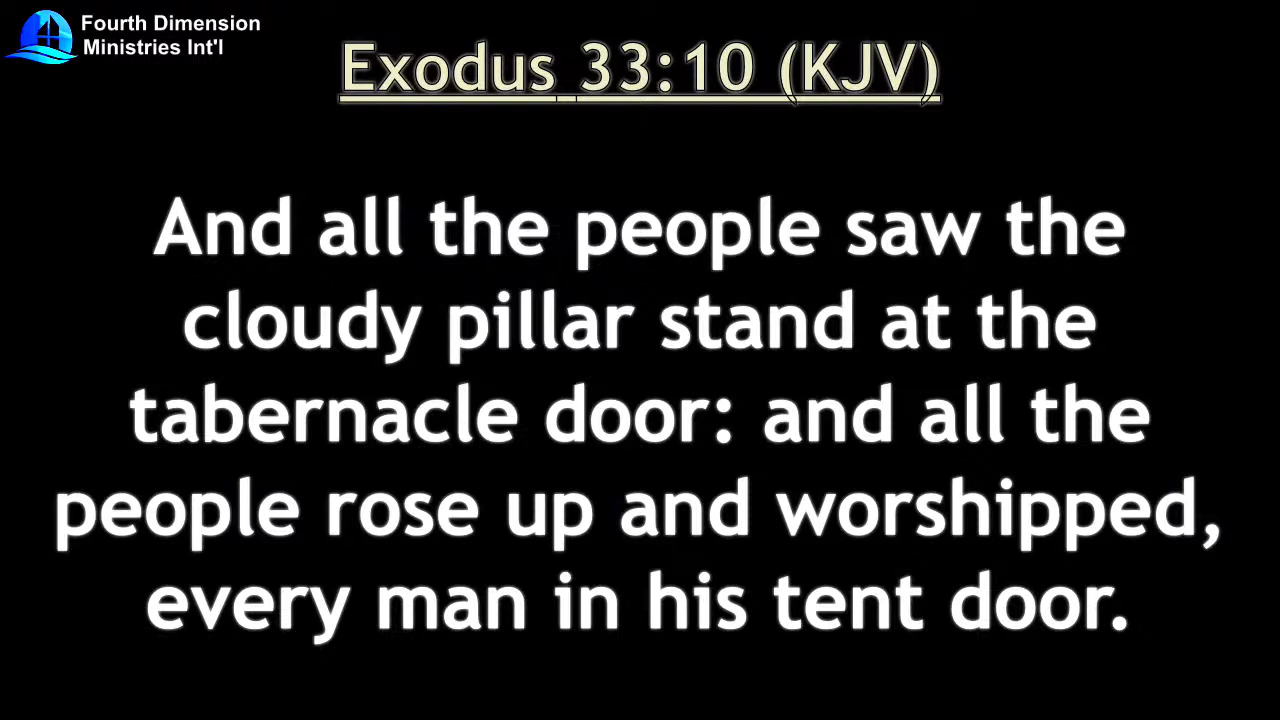 Fourth Dimension
Ministries Int'l
Exodus 33:10 (KJV)
And all the people saw the
cloudy pillar stand at the
tabernacle door: and all the
people rose up and worshipped,
every man in his tent door.